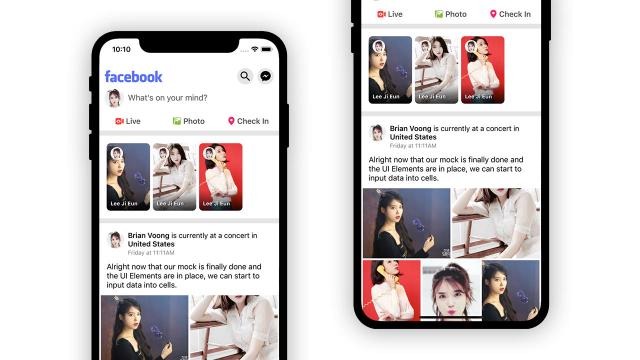 10:10
facebook
What's on your mind?
Live
Photo
Check In
Lee Ji Eun
Lee Ji Eun
Lee Ji Eun
Brian Voong is currently at a concert in
United States
Friday at 11:11AM
Alright now that our mock is finally done and
the UI Elements are in place, we can start to
input data into cells.
Live
Photo
Check In
Lee Ji Eun
Lee Ji Eun
Lee Ji Eun
Brian Voong is currently at a concert in
United States
Friday at 11:11AM
Alright now that our mock is finally done and
the UI Elements are in place, we can start to
input data into cells.